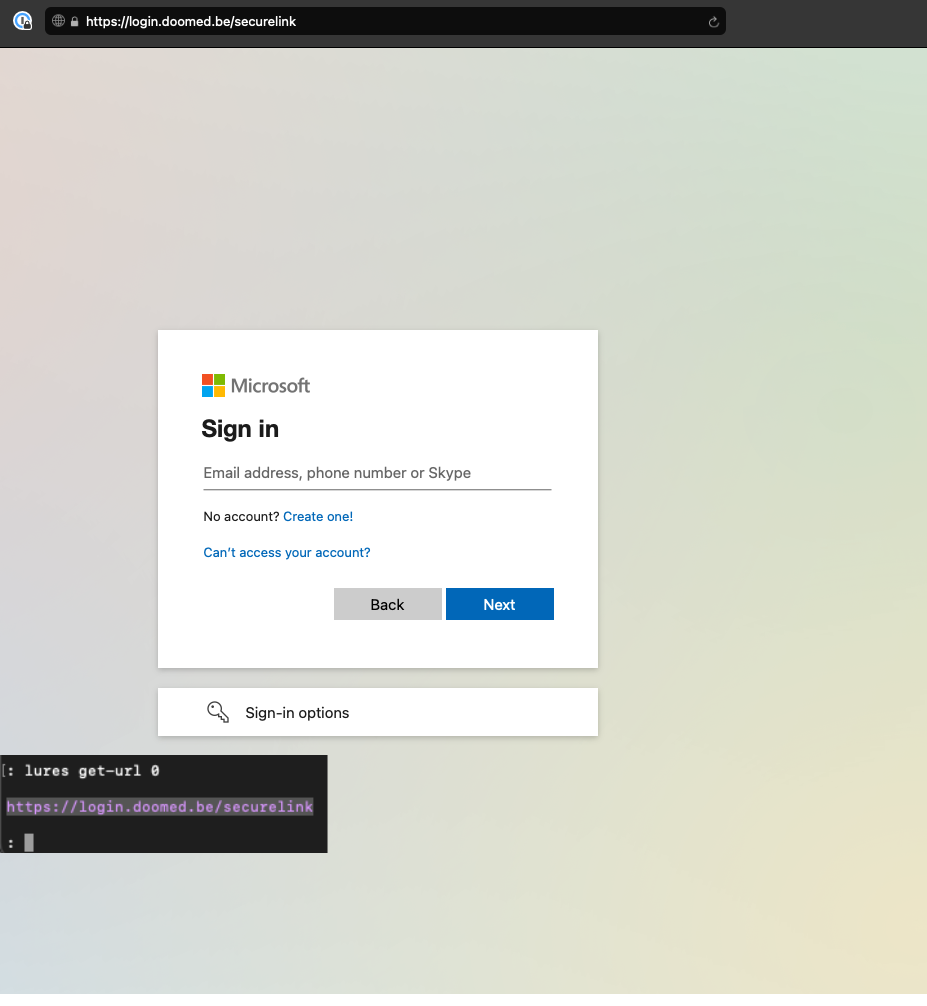 https://login.doomed.be/securelink
Microsoft
Sign in
Email address, phone number or Skype
No account? Create one!
Can't access your account?
Back Next
Sign-in options
[: lures get-url 0
https://login.doomed.be/securelink
: